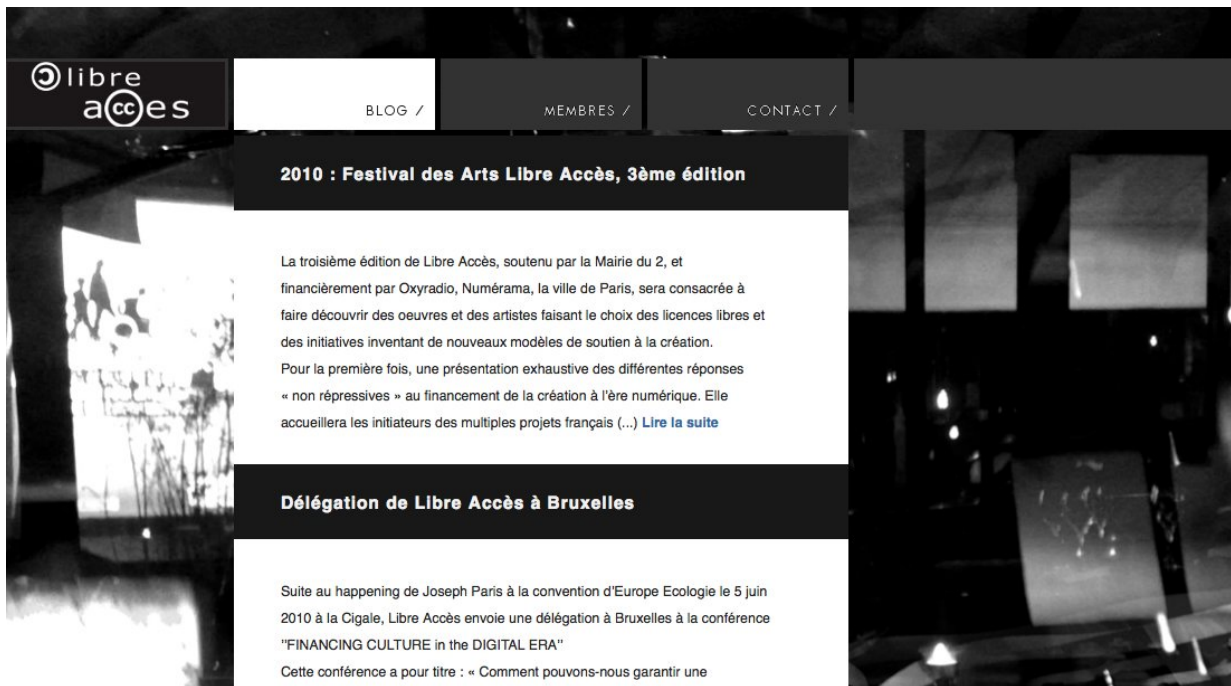 libre
acces
BLOG /
MEMBRES /
CONTACT /
2010 : Festival des Arts Libre Accès, 3ème édition
La troisième édition de Libre Accès, soutenu par la Mairie du 2, et
financièrement par Oxyradio, Numérama, la ville de Paris, sera consacrée à
faire découvrir des oeuvres et des artistes faisant le choix des licences libres et
des initiatives inventant de nouveaux modèles de soutien à la création.
Pour la première fois, une présentation exhaustive des différentes réponses
« non répressives » au financement de la création à l'ère numérique. Elle
accueillera les initiateurs des multiples projets français (...) Lire la suite
Délégation de Libre Accès à Bruxelles
Suite au happening de Joseph Paris à la convention d'Europe Ecologie le 5 juin
2010 à la Cigale, Libre Accès envoie une délégation à Bruxelles à la conférence
"FINANCING CULTURE in the DIGITAL ERA"
Cette conférence a pour titre : « Comment pouvons-nous garantir une